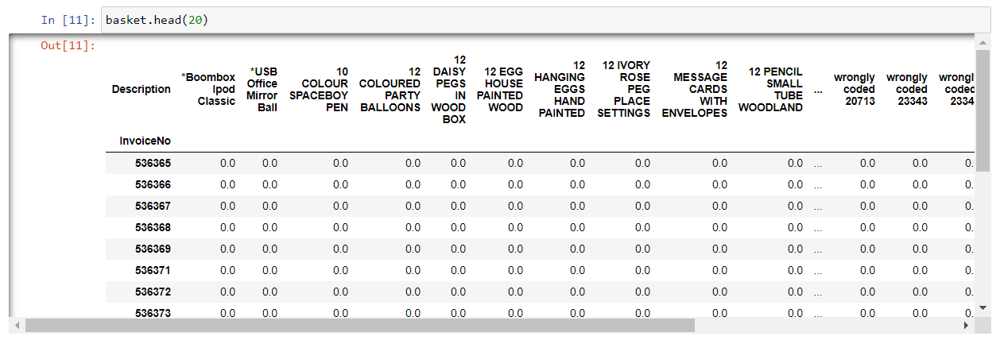 In [11]: basket.head(20)
Out[11]:
Description *Boombox Ipod Classic *USB Office Mirror Ball 10 COLOUR SPACEBOY PEN 12 COLOURED PARTY BALLOONS 12 DAISY PEGS IN WOOD BOX 12 EGG HOUSE PAINTED WOOD 12 HANGING EGGS HAND PAINTED 12 IVORY ROSE PEG PLACE SETTINGS 12 MESSAGE CARDS WITH ENVELOPES 12 PENCIL SMALL TUBE WOODLAND ... wrongly coded 20713 wrongly coded 23343
InvoiceNo
536365 0.0 0.0 0.0 0.0 0.0 0.0 0.0 0.0 0.0 0.0 ... 0.0 0.0 0.
536366 0.0 0.0 0.0 0.0 0.0 0.0 0.0 0.0 0.0 0.0 ... 0.0 0.0 0.
536367 0.0 0.0 0.0 0.0 0.0 0.0 0.0 0.0 0.0 0.0 ... 0.0 0.0 0.
536368 0.0 0.0 0.0 0.0 0.0 0.0 0.0 0.0 0.0 0.0 ... 0.0 0.0 0.
536369 0.0 0.0 0.0 0.0 0.0 0.0 0.0 0.0 0.0 0.0 ... 0.0 0.0 0.
536371 0.0 0.0 0.0 0.0 0.0 0.0 0.0 0.0 0.0 0.0 ... 0.0 0.0 0.
536372 0.0 0.0 0.0 0.0 0.0 0.0 0.0 0.0 0.0 0.0 ... 0.0 0.0 0.
536373 0.0 0.0 0.0 0.0 0.0 0.0 0.0 0.0 0.0 0.0 ... 0.0 0.0 0.